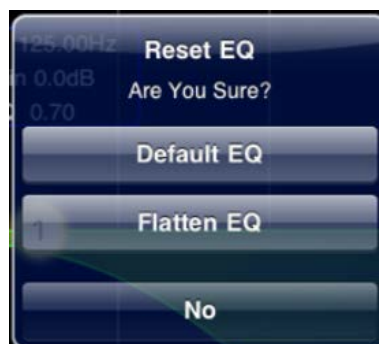 125.00Hz
Reset EQ
n 0.0dB
Are You Sure?
0.70
Default EQ
1
Flatten EQ
No